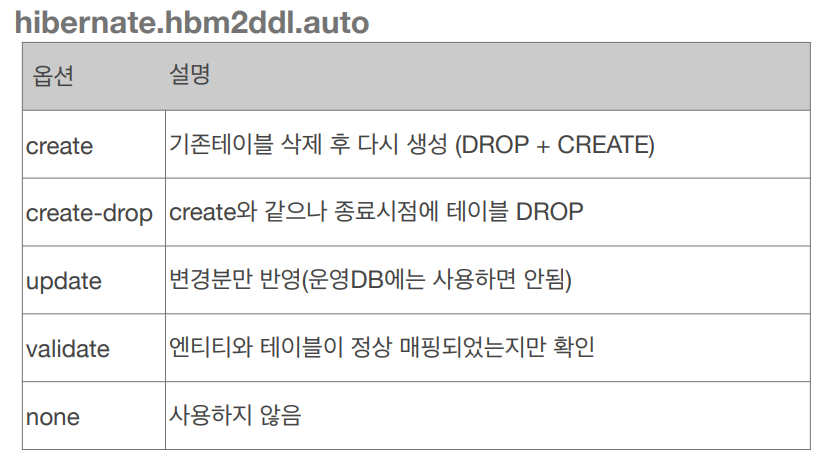 hibernate.hbm2ddl.auto
옵션 설명
create 기존테이블 삭제 후 다시 생성 (DROP + CREATE)
create-drop create와 같으나 종료시점에 테이블 DROP
update 변경분만 반영(운영DB에는 사용하면 안됨)
validate 엔티티와 테이블이 정상 매핑되었는지만 확인
none 사용하지 않음